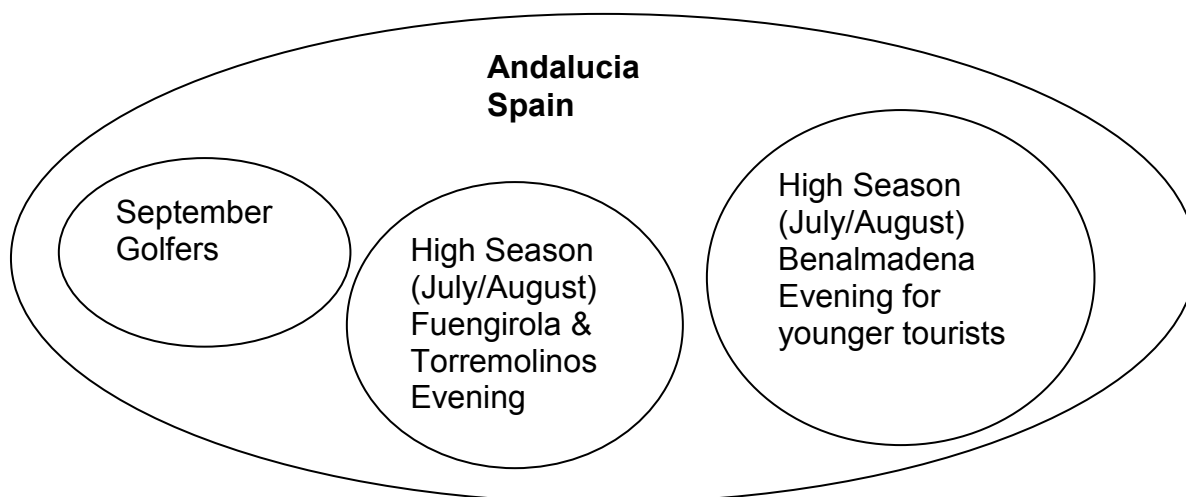 Andalucia
Spain
September
Golfers
High Season
(July/August)
Fuengirola &
Torremolinos
Evening
High Season
(July/August)
Benalmadena
Evening for
younger tourists